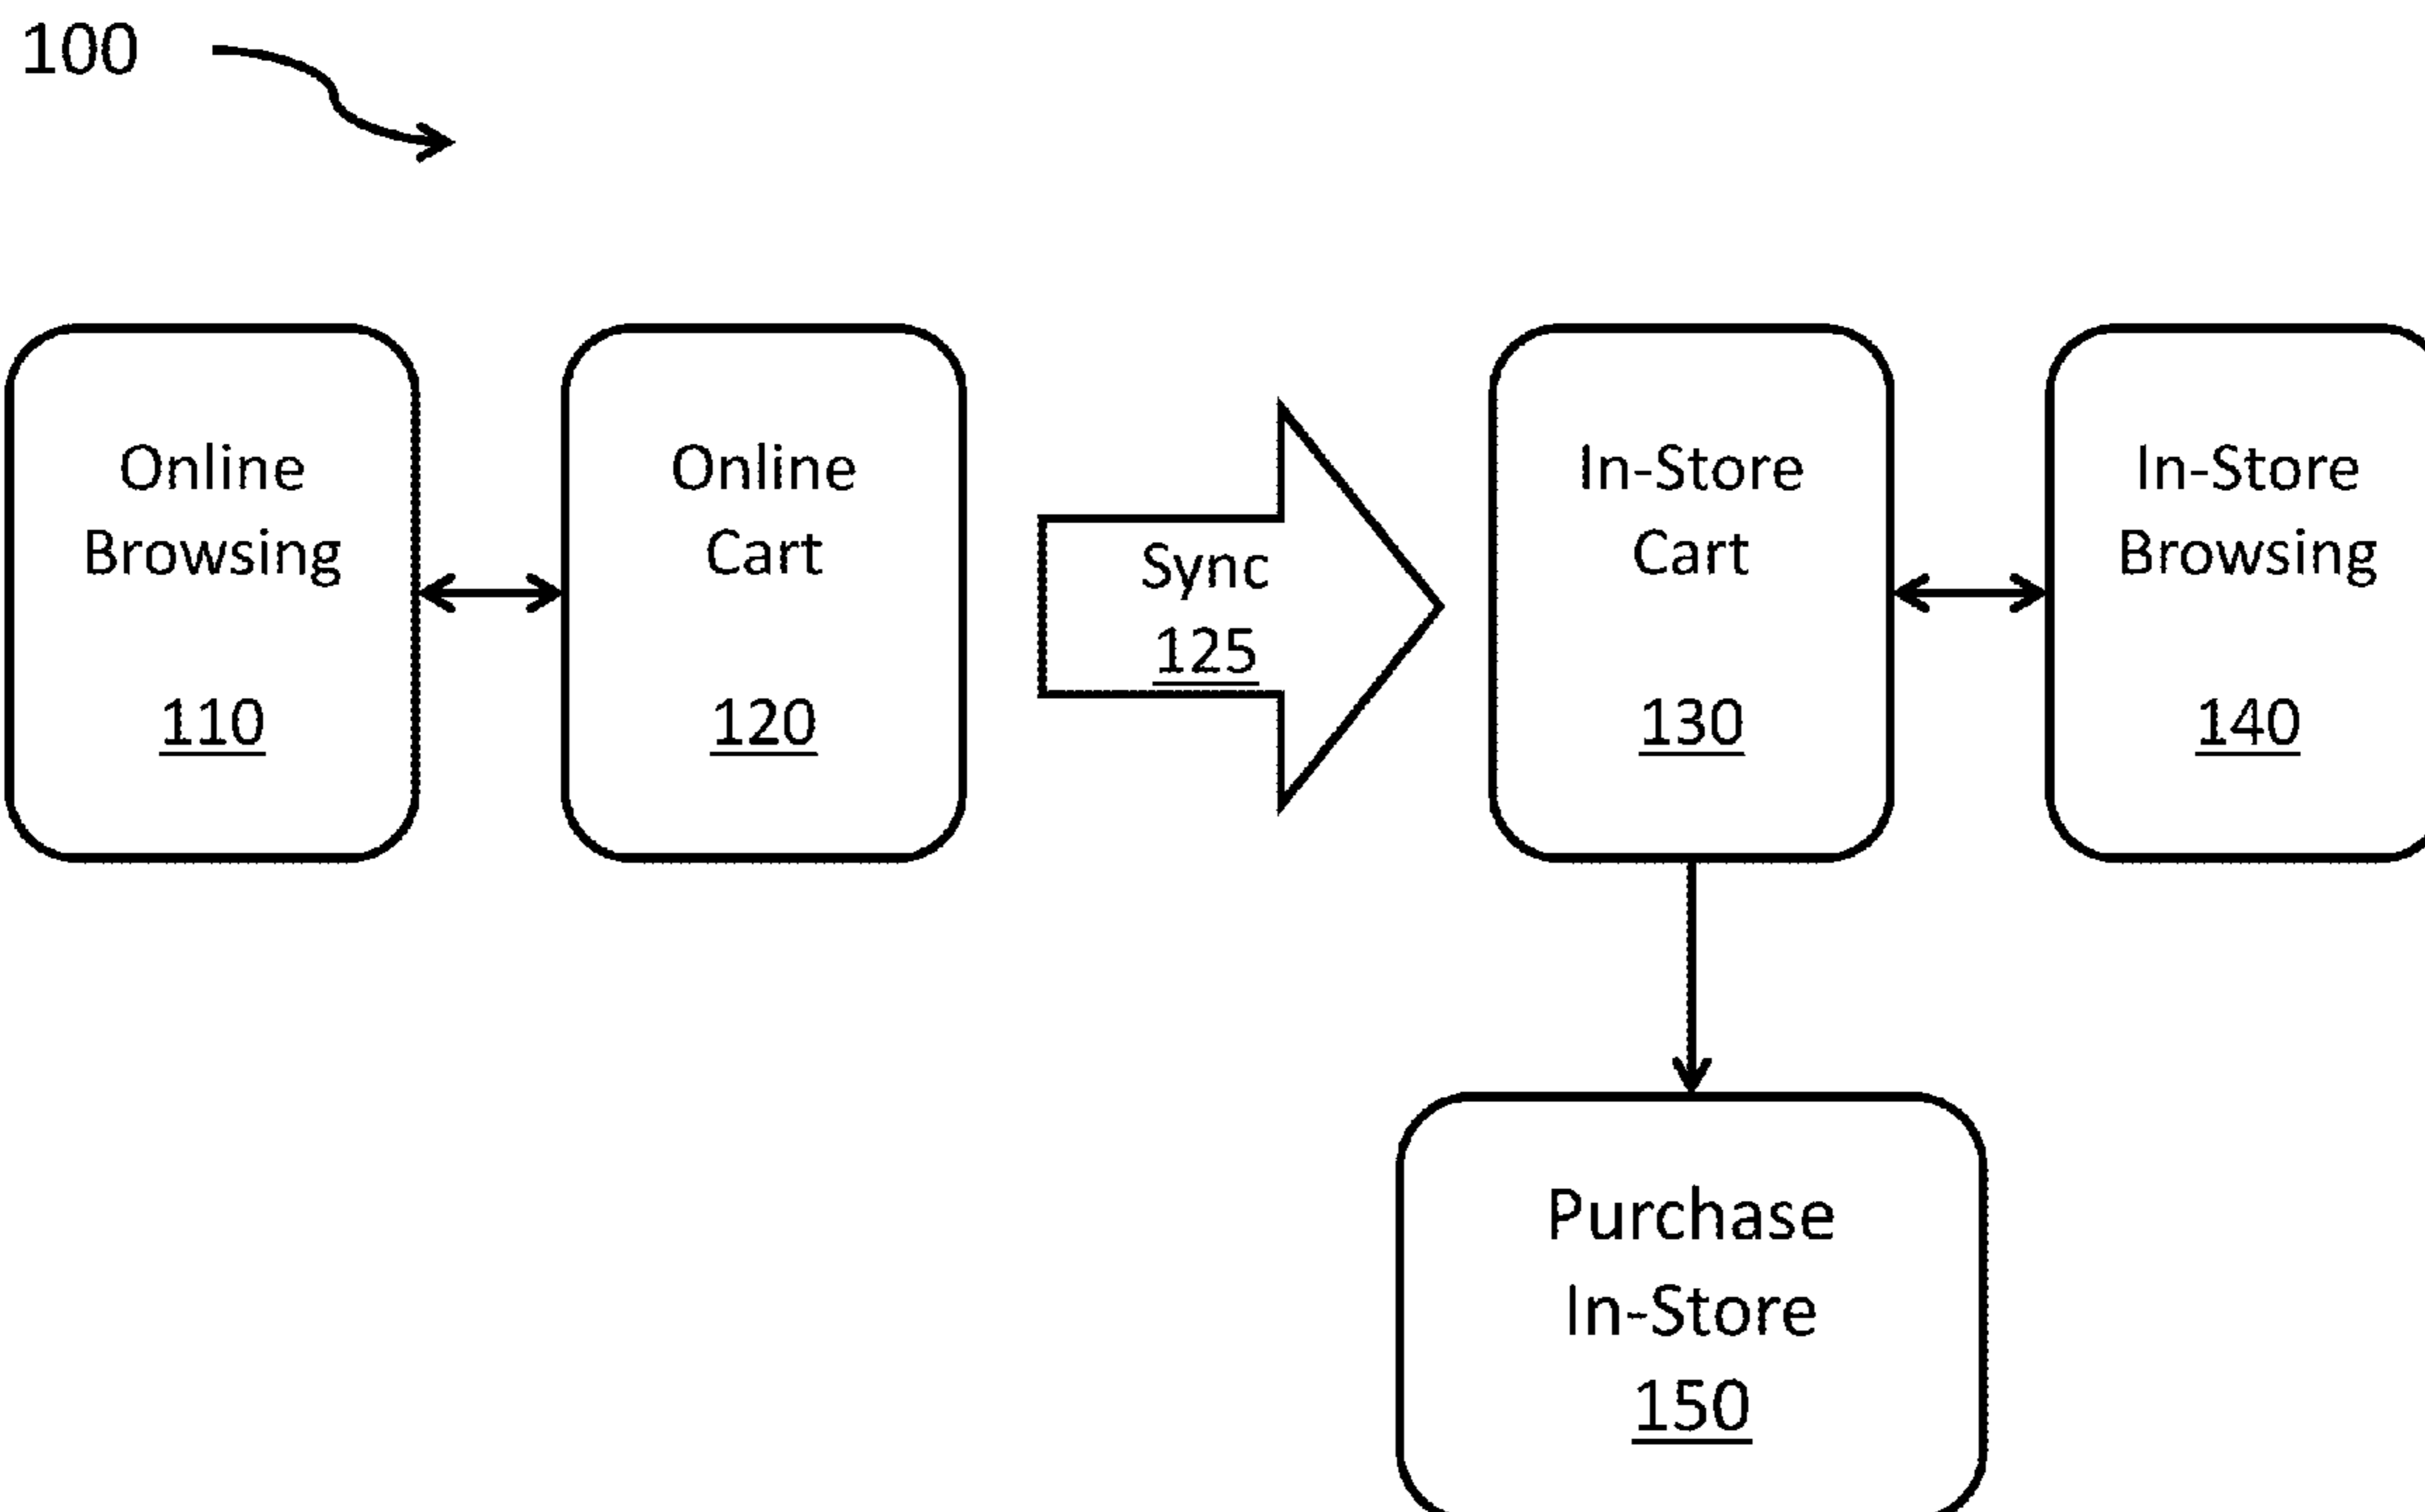 100
Online
Browsing
110
Online
Cart
120
Sync
125
In-Store
Cart
130
In-Store
Browsing
140
Purchase
In-Store
150